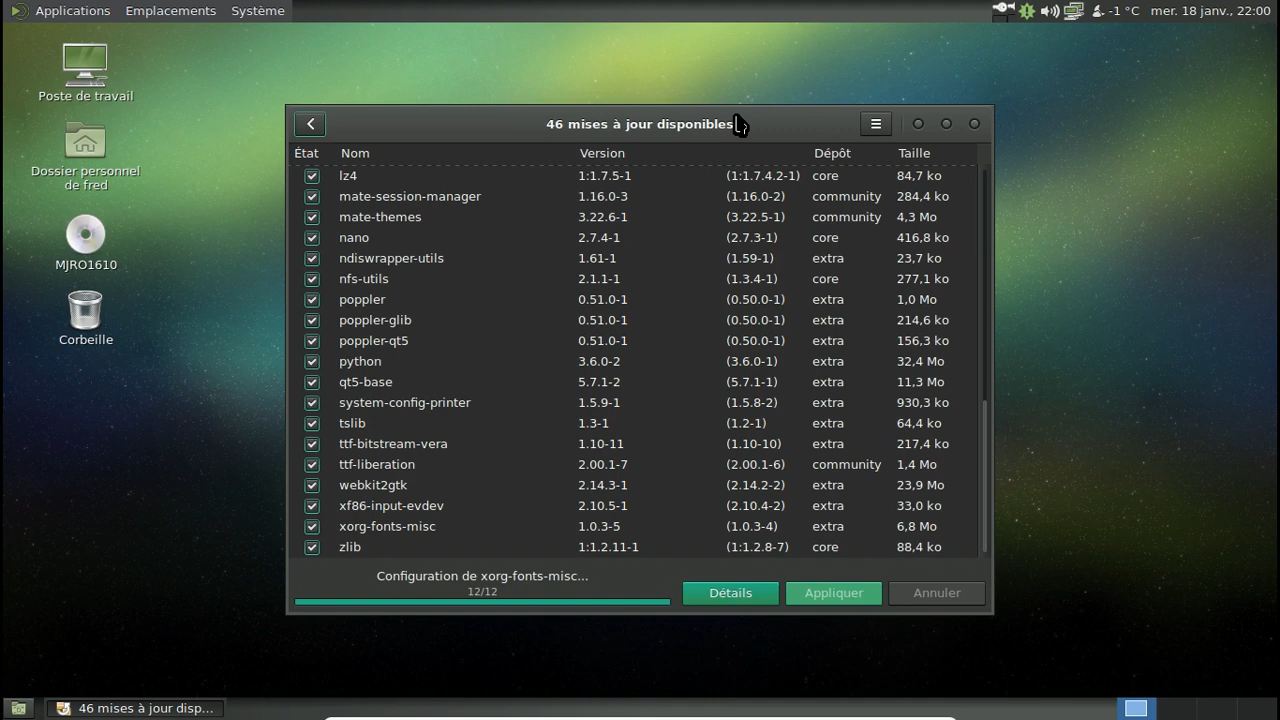 Applications Emplacements Système -1 °C mer. 18 janv., 22:00
Poste de travail
Dossier personnel
de fred
MJRO1610
Corbeille
46 mises à jour disponibles
État Nom Version Dépôt Taille
lz4 1:1.7.5-1 (1:1.7.4.2-1) core 84,7 ko
mate-session-manager 1.16.0-3 (1.16.0-2) community 284,4 ko
mate-themes 3.22.6-1 (3.22.5-1) community 4,3 Mo
nano 2.7.4-1 (2.7.3-1) core 416,8 ko
ndiswrapper-utils 1.61-1 (1.59-1) extra 23,7 ko
nfs-utils 2.1.1-1 (1.3.4-1) core 277,1 ko
poppler 0.51.0-1 (0.50.0-1) extra 1,0 Mo
poppler-glib 0.51.0-1 (0.50.0-1) extra 214,6 ko
poppler-qt5 0.51.0-1 (0.50.0-1) extra 156,3 ko
python 3.6.0-2 (3.6.0-1) extra 32,4 Mo
qt5-base 5.7.1-2 (5.7.1-1) extra 11,3 Mo
system-config-printer 1.5.9-1 (1.5.8-2) extra 930,3 ko
tslib 1.3-1 (1.2-1) extra 64,4 ko
ttf-bitstream-vera 1.10-11 (1.10-10) extra 217,4 ko
ttf-liberation 2.00.1-7 (2.00.1-6) community 1,4 Mo
webkit2gtk 2.14.3-1 (2.14.2-2) extra 23,9 Mo
xf86-input-evdev 2.10.5-1 (2.10.4-2) extra 33,0 ko
xorg-fonts-misc 1.0.3-5 (1.0.3-4) extra 6,8 Mo
zlib 1:1.2.11-1 (1:1.2.8-7) core 88,4 ko
Configuration de xorg-fonts-misc...
12/12
Détails Appliquer Annuler
46 mises à jour disp...